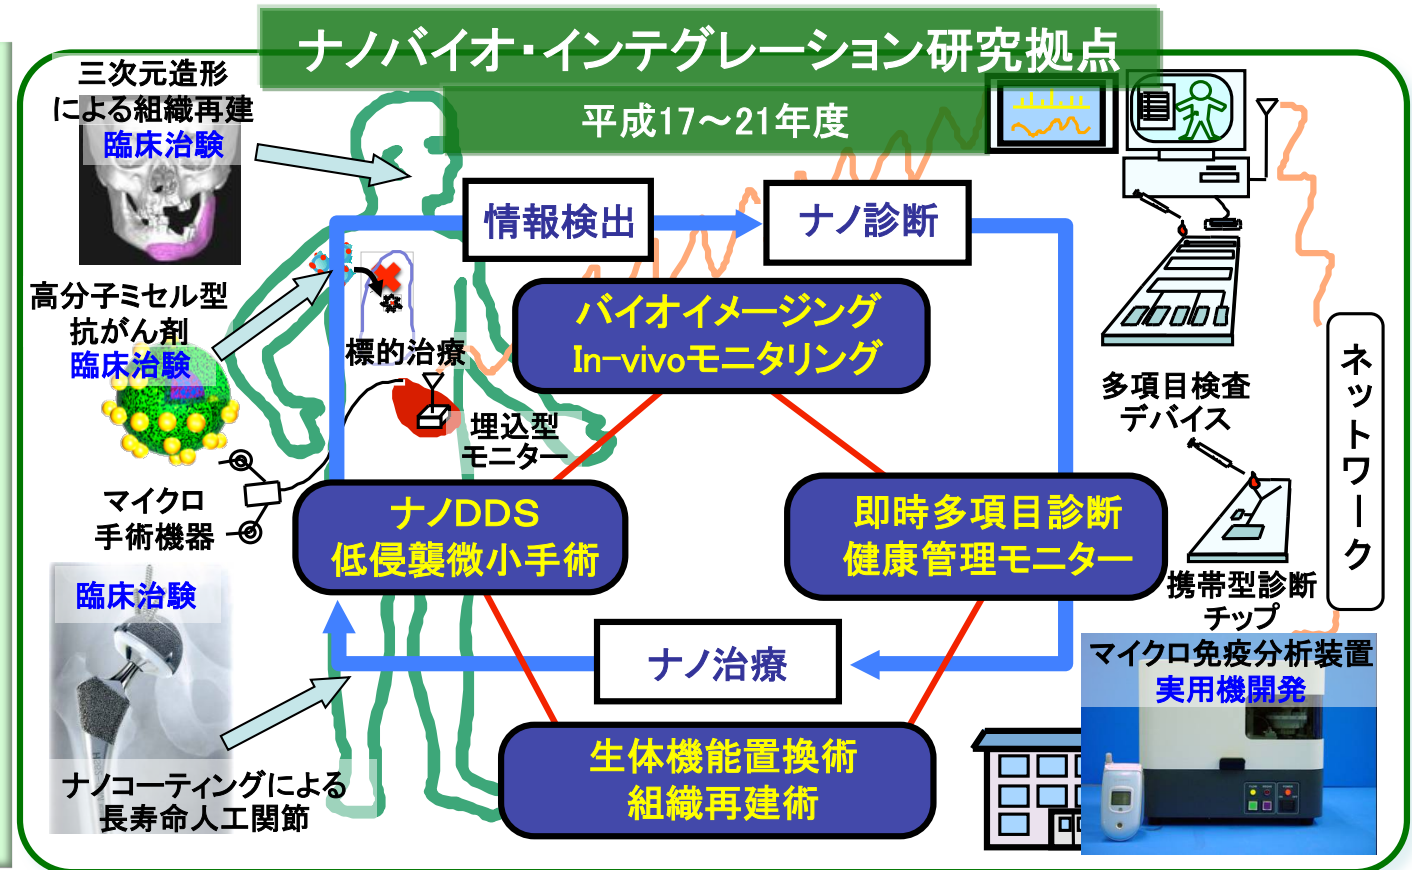 ナノバイオ・インテグレーション研究拠点
平成17～21年度
三次元造形
による組織再建
臨床治験
情報検出
ナノ診断
高分子ミセル型
抗がん剤
臨床治験
バイオイメージング
In-vivoモニタリング
標的治療
埋込型
モニター
多項目検査
デバイス
ネットワーク
マイクロ
手術機器
ナノDDS
低侵襲微小手術
即時多項目診断
健康管理モニター
携帯型診断
チップ
臨床治験
ナノ治療
マイクロ免疫分析装置
実用機開発
生体機能置換術
組織再建術
ナノコーティングによる
長寿命人工関節